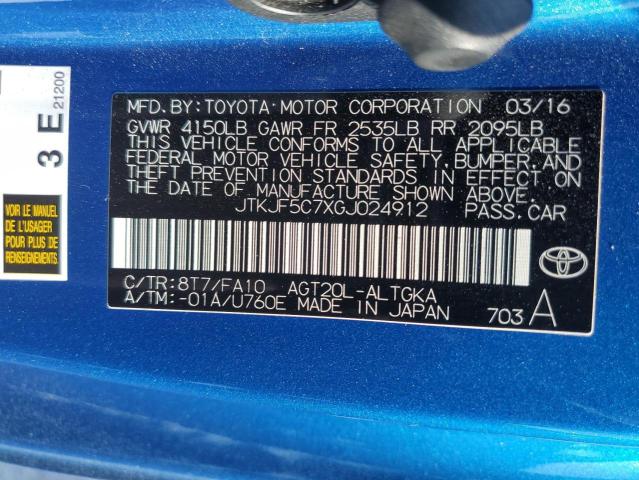 MFD. BY: TOYOTA MOTOR CORPORATION 03/16
GVWR 4150LB GAWR FR 2535LB RR 2095LB
THIS VEHICLE CONFORMS TO ALL APPLICABLE
FEDERAL MOTOR VEHICLE SAFETY, BUMPER, AND
THEFT PREVENTION STANDARDS IN EFFECT ON
THE DATE OF MANUFACTURE SHOWN ABOVE.
JTKJF5C7XGJ024912 PASS.CAR
C/TR:8T7/FA10 AGT20L-ALTGKA
A/TM:-01A/U760E MADE IN JAPAN
703 A
3 E
21200
VOIR LE MANUEL
DE L'USAGER
POUR PLUS DE
RENSEIGNEMENTS.